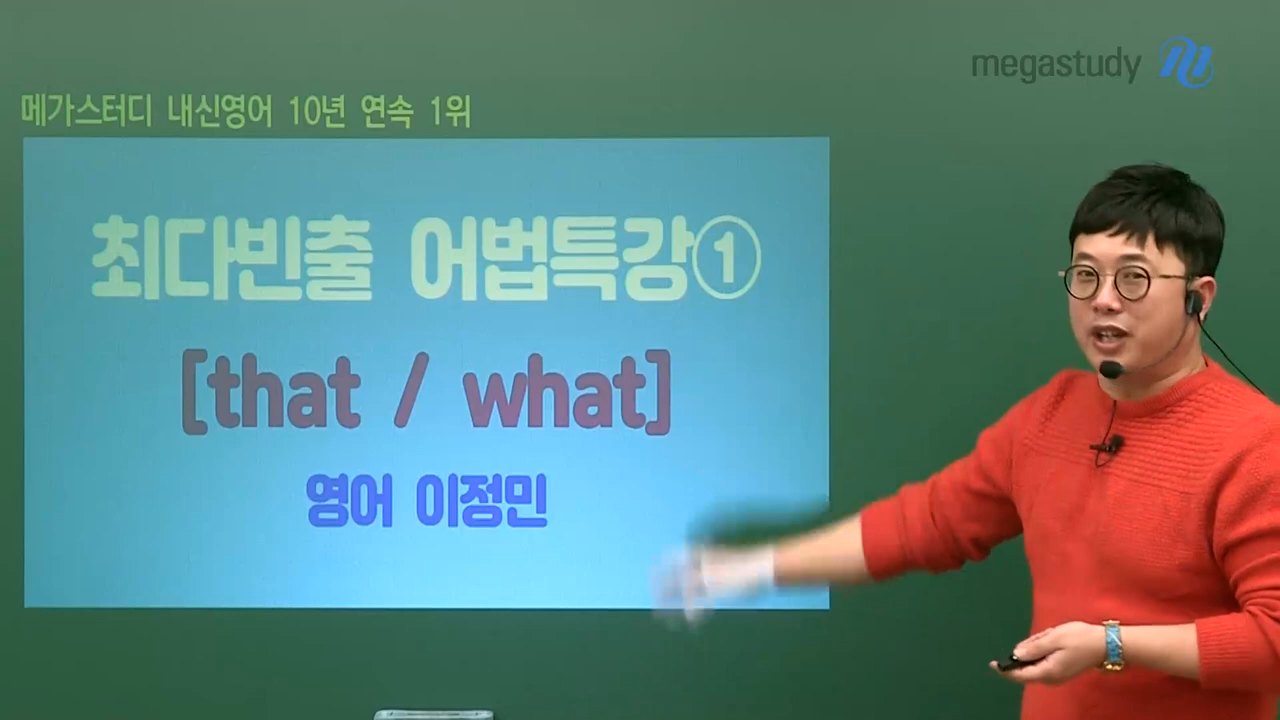 megastudy
메가스터디 내신영어 10년 연속 1위
최다빈출 어법특강①
[that / what]
영어 이정민